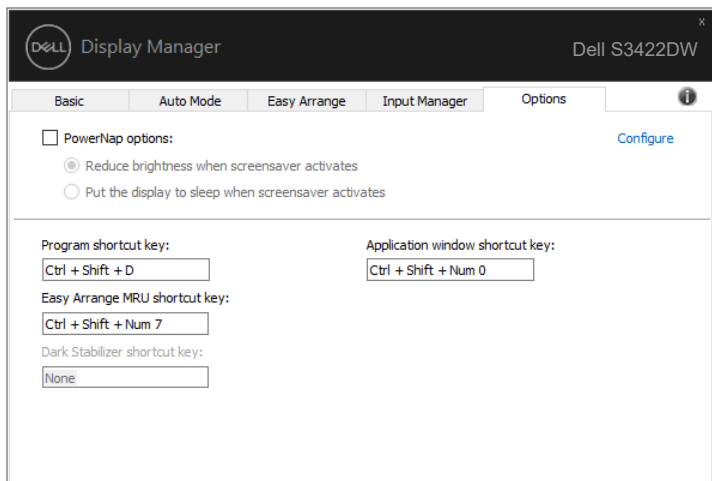 x
DELL Display Manager Dell S3422DW
Basic Auto Mode Easy Arrange Input Manager Options i
PowerNap options: Configure
Reduce brightness when screensaver activates
Put the display to sleep when screensaver activates
Program shortcut key: Application window shortcut key:
Ctrl + Shift + D Ctrl + Shift + Num 0
Easy Arrange MRU shortcut key:
Ctrl + Shift + Num 7
Dark Stabilizer shortcut key:
None